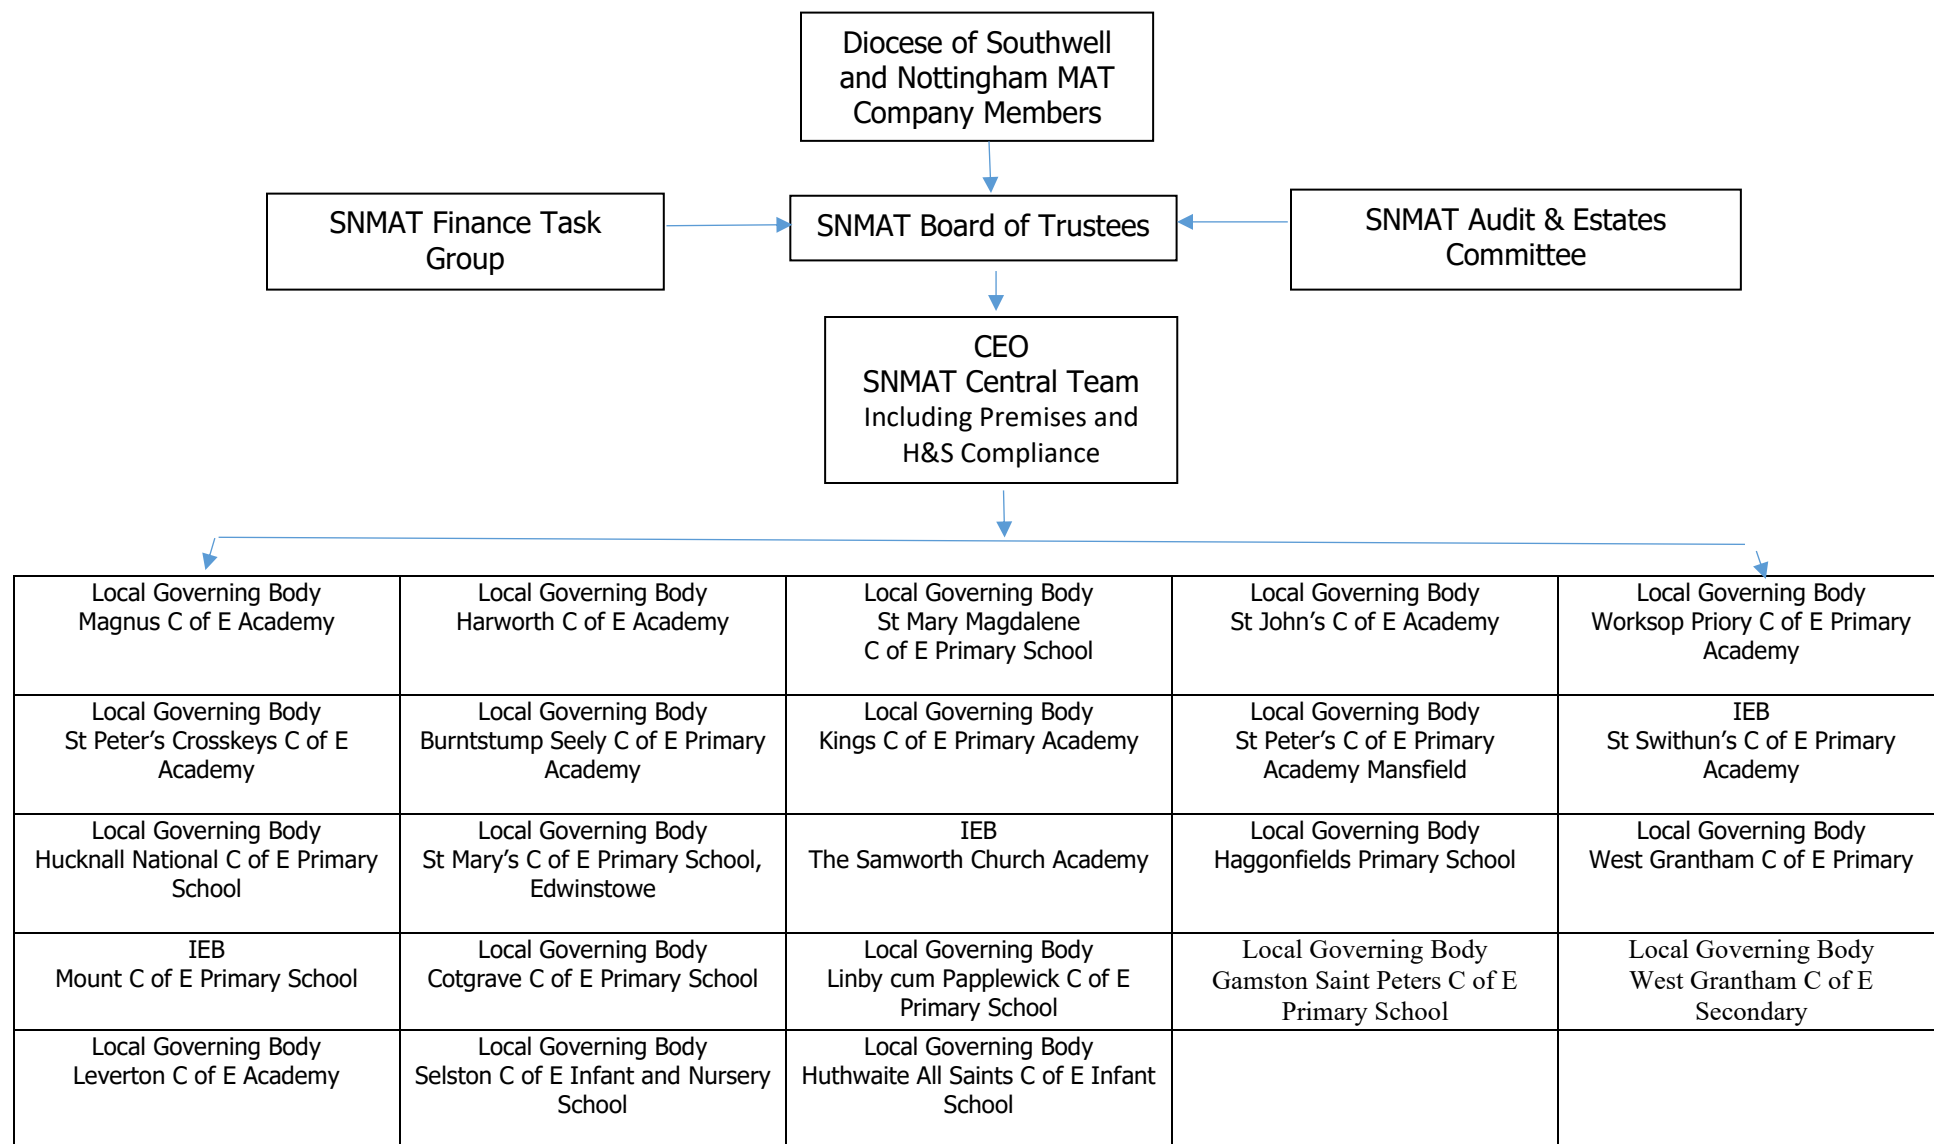 Diocese of Southwell
and Nottingham MAT
Company Members
SNMAT Finance Task
Group
SNMAT Board of Trustees
SNMAT Audit & Estates
Committee
CEO
SNMAT Central Team
Including Premises and
H&S Compliance
Local Governing Body
Magnus C of E Academy
Local Governing Body
Harworth C of E Academy
Local Governing Body
St Mary Magdalene
C of E Primary School
Local Governing Body
St John's C of E Academy
Local Governing Body
Worksop Priory C of E Primary
Academy
Local Governing Body
St Peter's Crosskeys C of E
Academy
Local Governing Body
Burntstump Seely C of E Primary
Academy
Local Governing Body
Kings C of E Primary Academy
Local Governing Body
St Peter's C of E Primary
Academy Mansfield
IEB
St Swithun's C of E Primary
Academy
Local Governing Body
Hucknall National C of E Primary
School
Local Governing Body
St Mary's C of E Primary School,
Edwinstowe
IEB
The Samworth Church Academy
Local Governing Body
Haggonfields Primary School
Local Governing Body
West Grantham C of E Primary
IEB
Mount C of E Primary School
Local Governing Body
Cotgrave C of E Primary School
Local Governing Body
Linby cum Papplewick C of E
Primary School
Local Governing Body
Gamston Saint Peters C of E
Primary School
Local Governing Body
West Grantham C of E
Secondary
Local Governing Body
Leverton C of E Academy
Local Governing Body
Selston C of E Infant and Nursery
School
Local Governing Body
Huthwaite All Saints C of E Infant
School